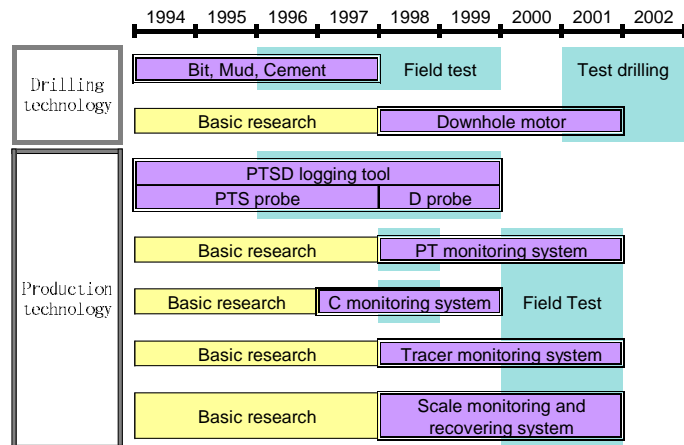 1994 1995 1996 1997 1998 1999 2000 2001 2002
Drilling
technology
Bit, Mud, Cement
Field test
Test drilling
Basic research
Downhole motor
Production
technology
PTSD logging tool
PTS probe
D probe
Basic research
PT monitoring system
Basic research
C monitoring system
Field Test
Basic research
Tracer monitoring system
Basic research
Scale monitoring and
recovering system